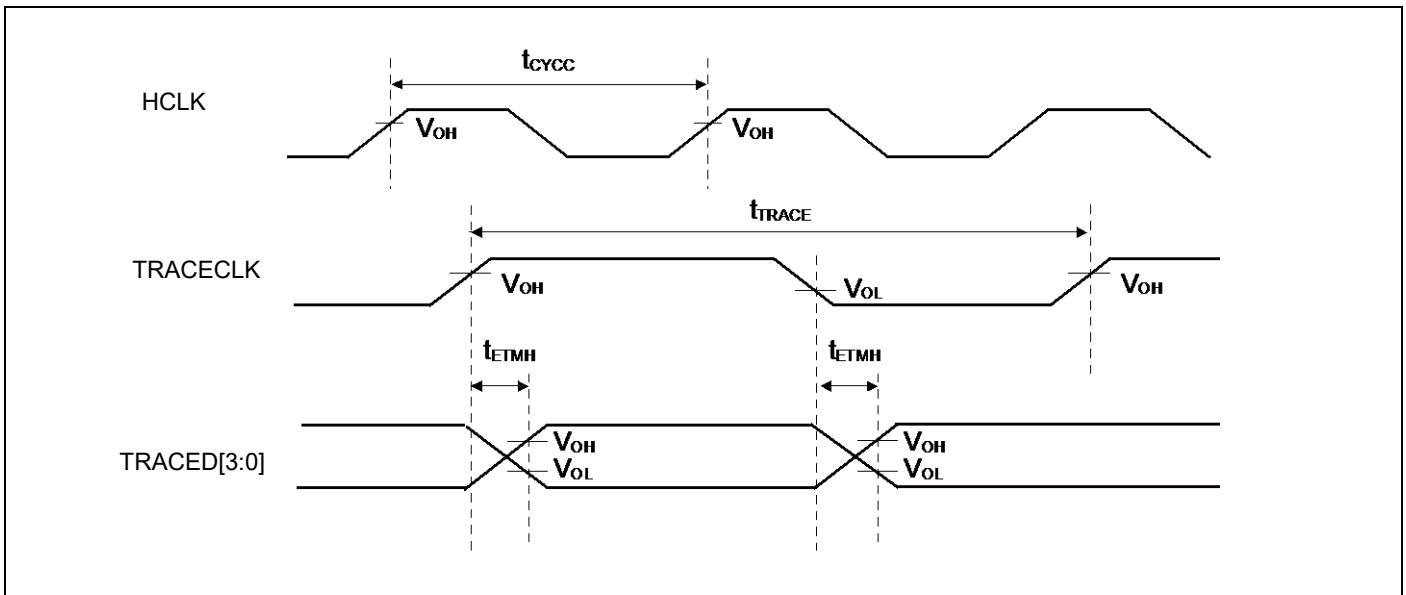 tCYCC
HCLK
VOH VOH
tTRACE
TRACECLK
VOH VOL VOH
tETMH tETMH
VOH VOH
TRACED[3:0]
VOL VOL